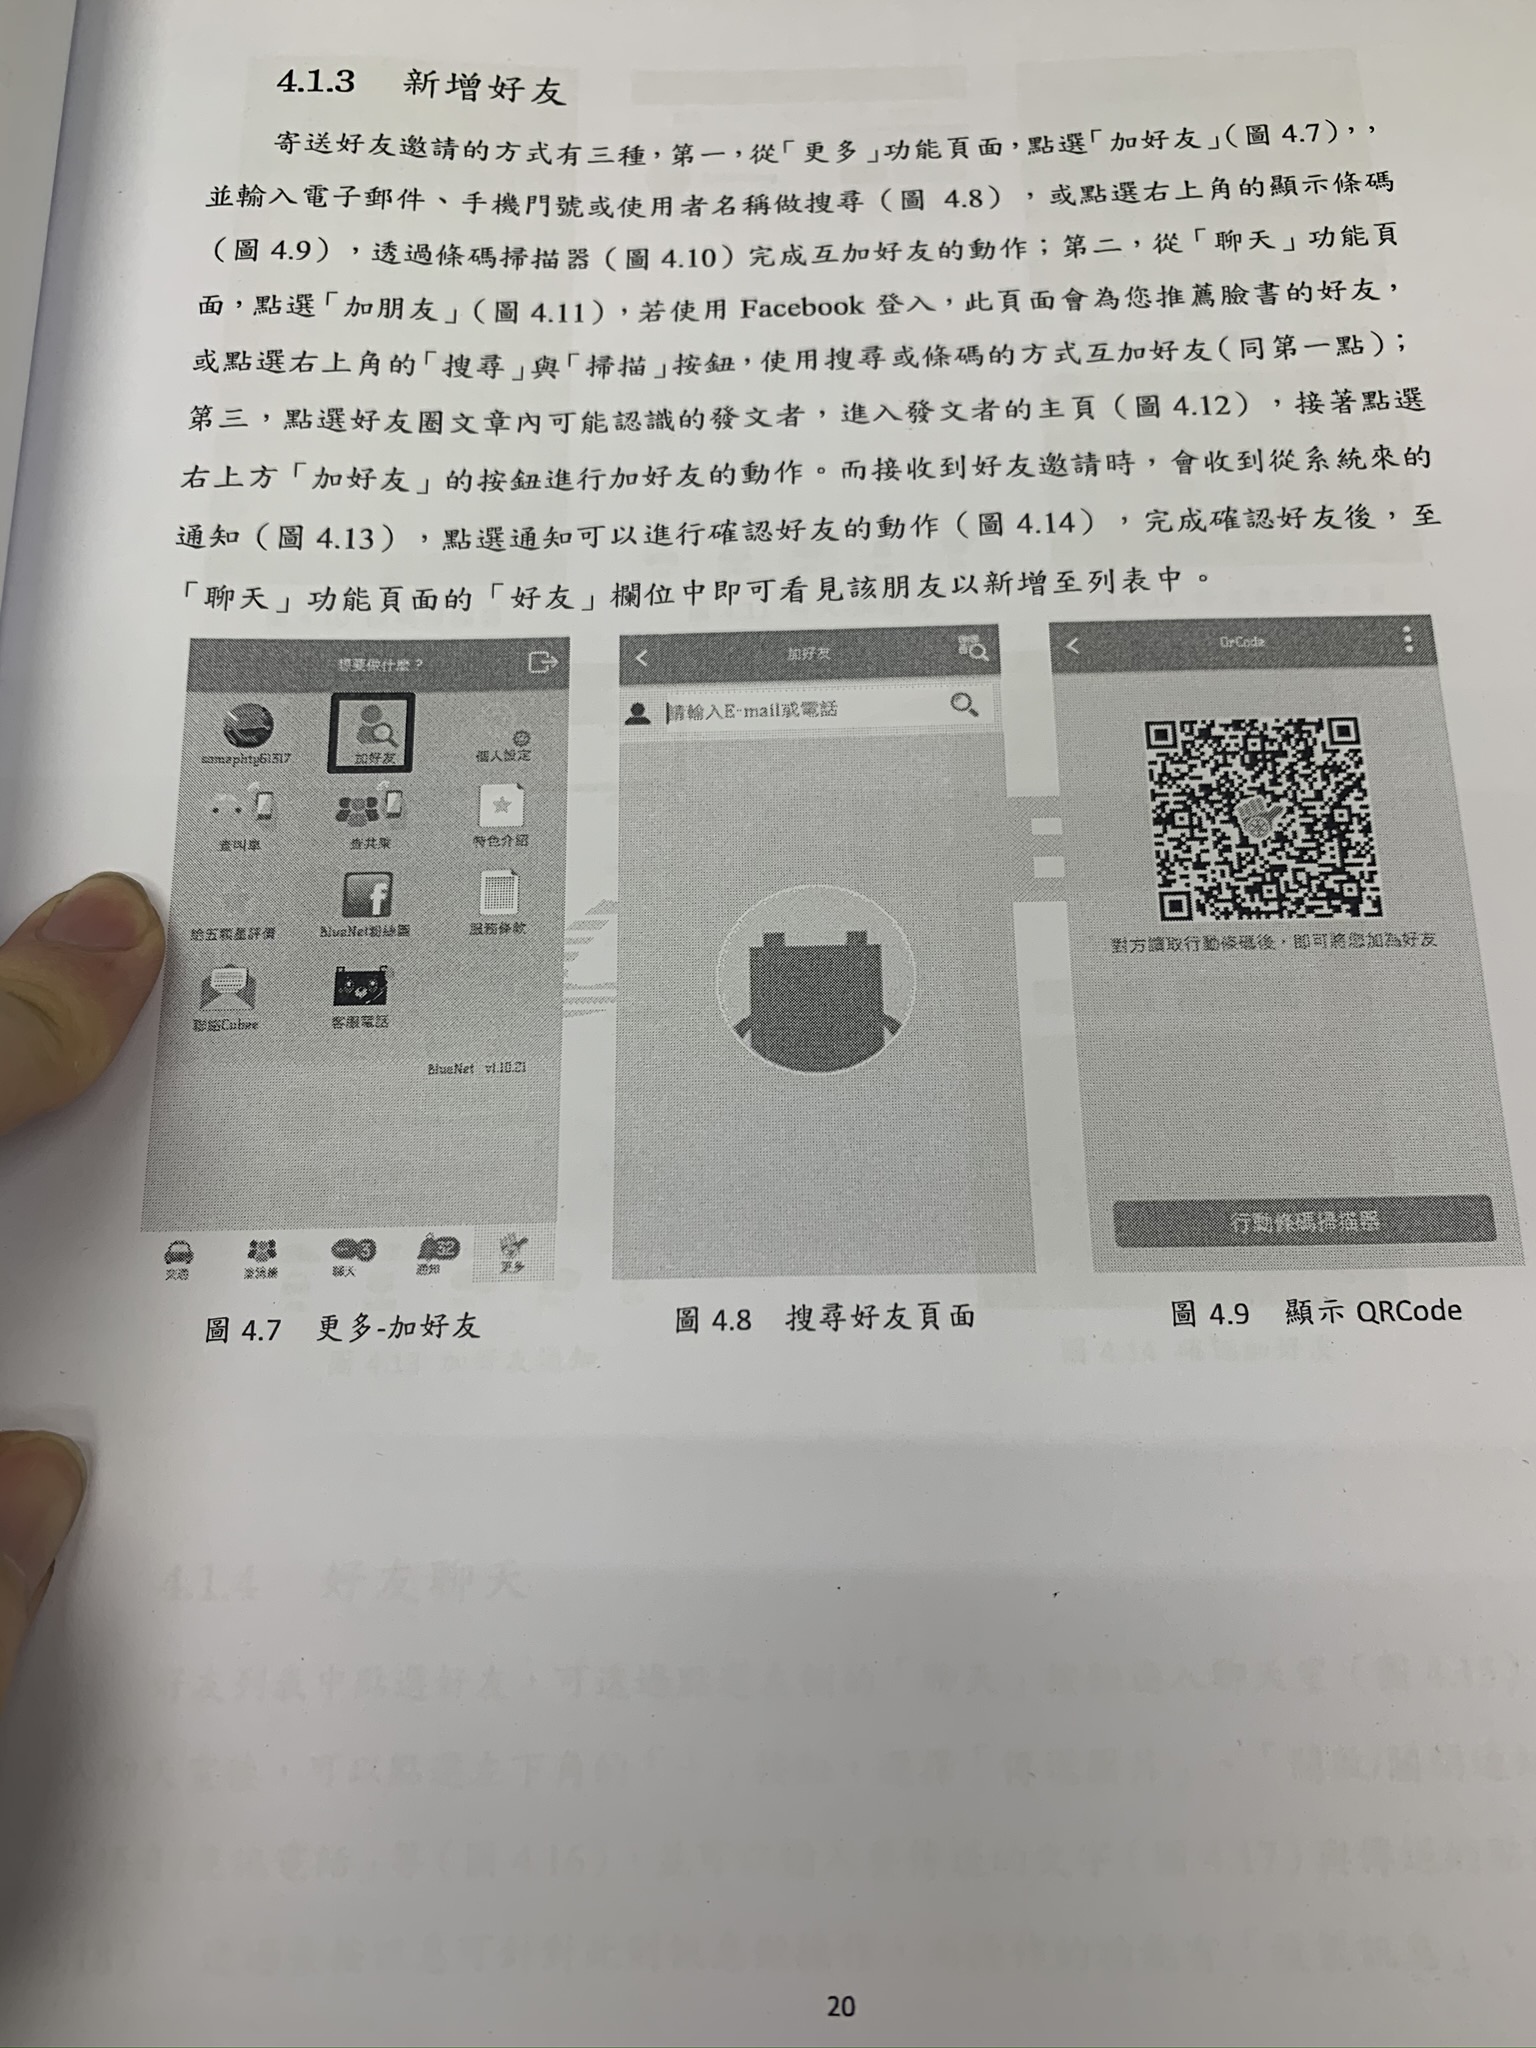 4.1.3 新增好友
寄送好友邀請的方式有三種，第一，從「更多」功能頁面，點選「加好友」（圖 4.7），，
並輸入電子郵件、手機門號或使用者名稱做搜尋（圖 4.8），或點選右上角的顯示條碼
（圖 4.9），透過條碼掃描器（圖 4.10）完成互加好友的動作；第二，從「聊天」功能頁
面，點選「加朋友」（圖 4.11），若使用 Facebook 登入，此頁面會為您推薦臉書的好友，
或點選右上角的「搜尋」與「掃描」按鈕，使用搜尋或條碼的方式互加好友（同第一點）；
第三，點選好友圈文章內可能認識的發文者，進入發文者的主頁（圖 4.12），接著點選
右上方「加好友」的按鈕進行加好友的動作。而接收到好友邀請時，會收到從系統來的
通知（圖 4.13），點選通知可以進行確認好友的動作（圖 4.14），完成確認好友後，至
「聊天」功能頁面的「好友」欄位中即可看見該朋友以新增至列表中。
想要做什麼？
加好友 個人設定
查叫車 查共乘 特色介紹
給五顆星評價 BlueNet粉絲團 服務條款
聯絡Cubee 客服電話
BlueNet v1.10.21
交通 聊天 3 通知 32 更多
加好友
請輸入E-mail或電話
QrCode
對方讀取行動條碼後，即可將您加為好友
行動條碼掃描器
圖 4.7 更多-加好友
圖 4.8 搜尋好友頁面
圖 4.9 顯示 QRCode
4.1.4 好友聊天
20